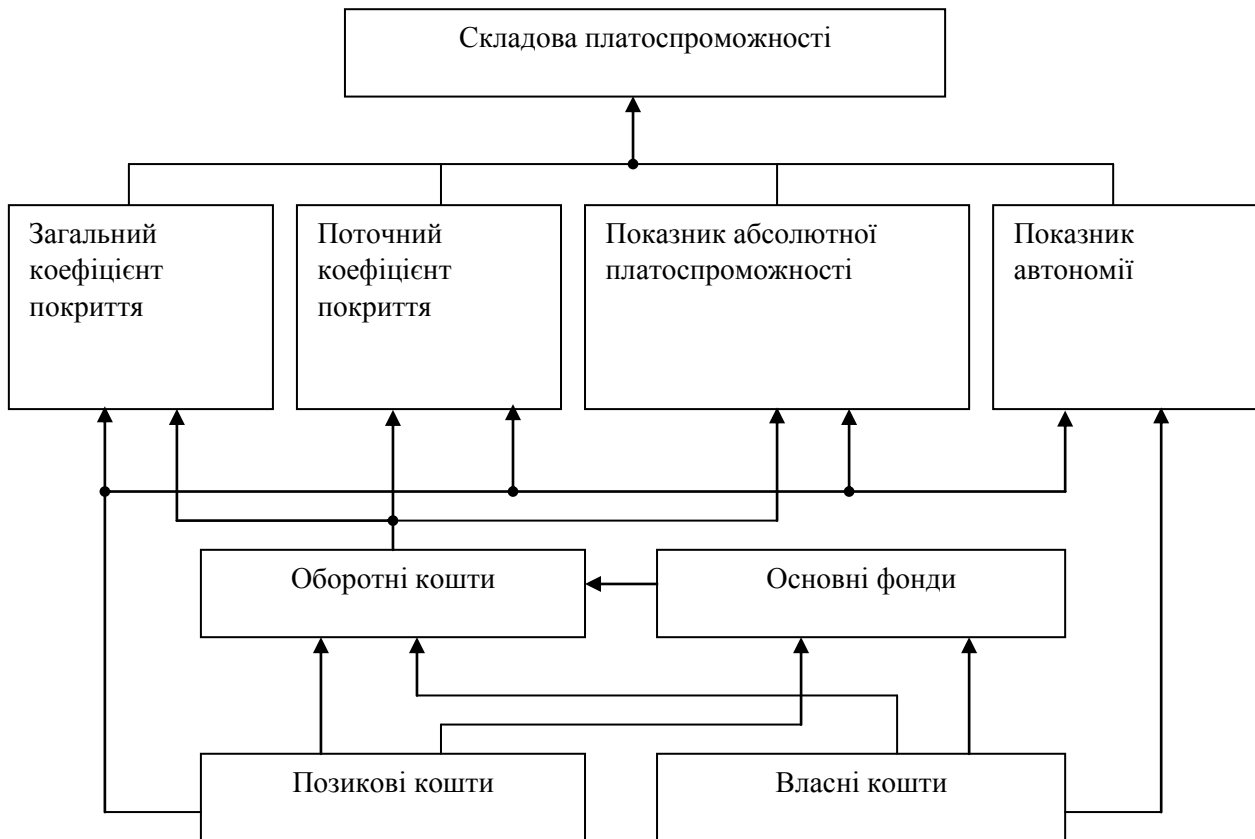 Складова платоспроможності
Загальний
коефіцієнт
покриття
Поточний
коефіцієнт
покриття
Показник абсолютної
платоспроможності
Показник
автономії
Оборотні кошти
Основні фонди
Позикові кошти
Власні кошти